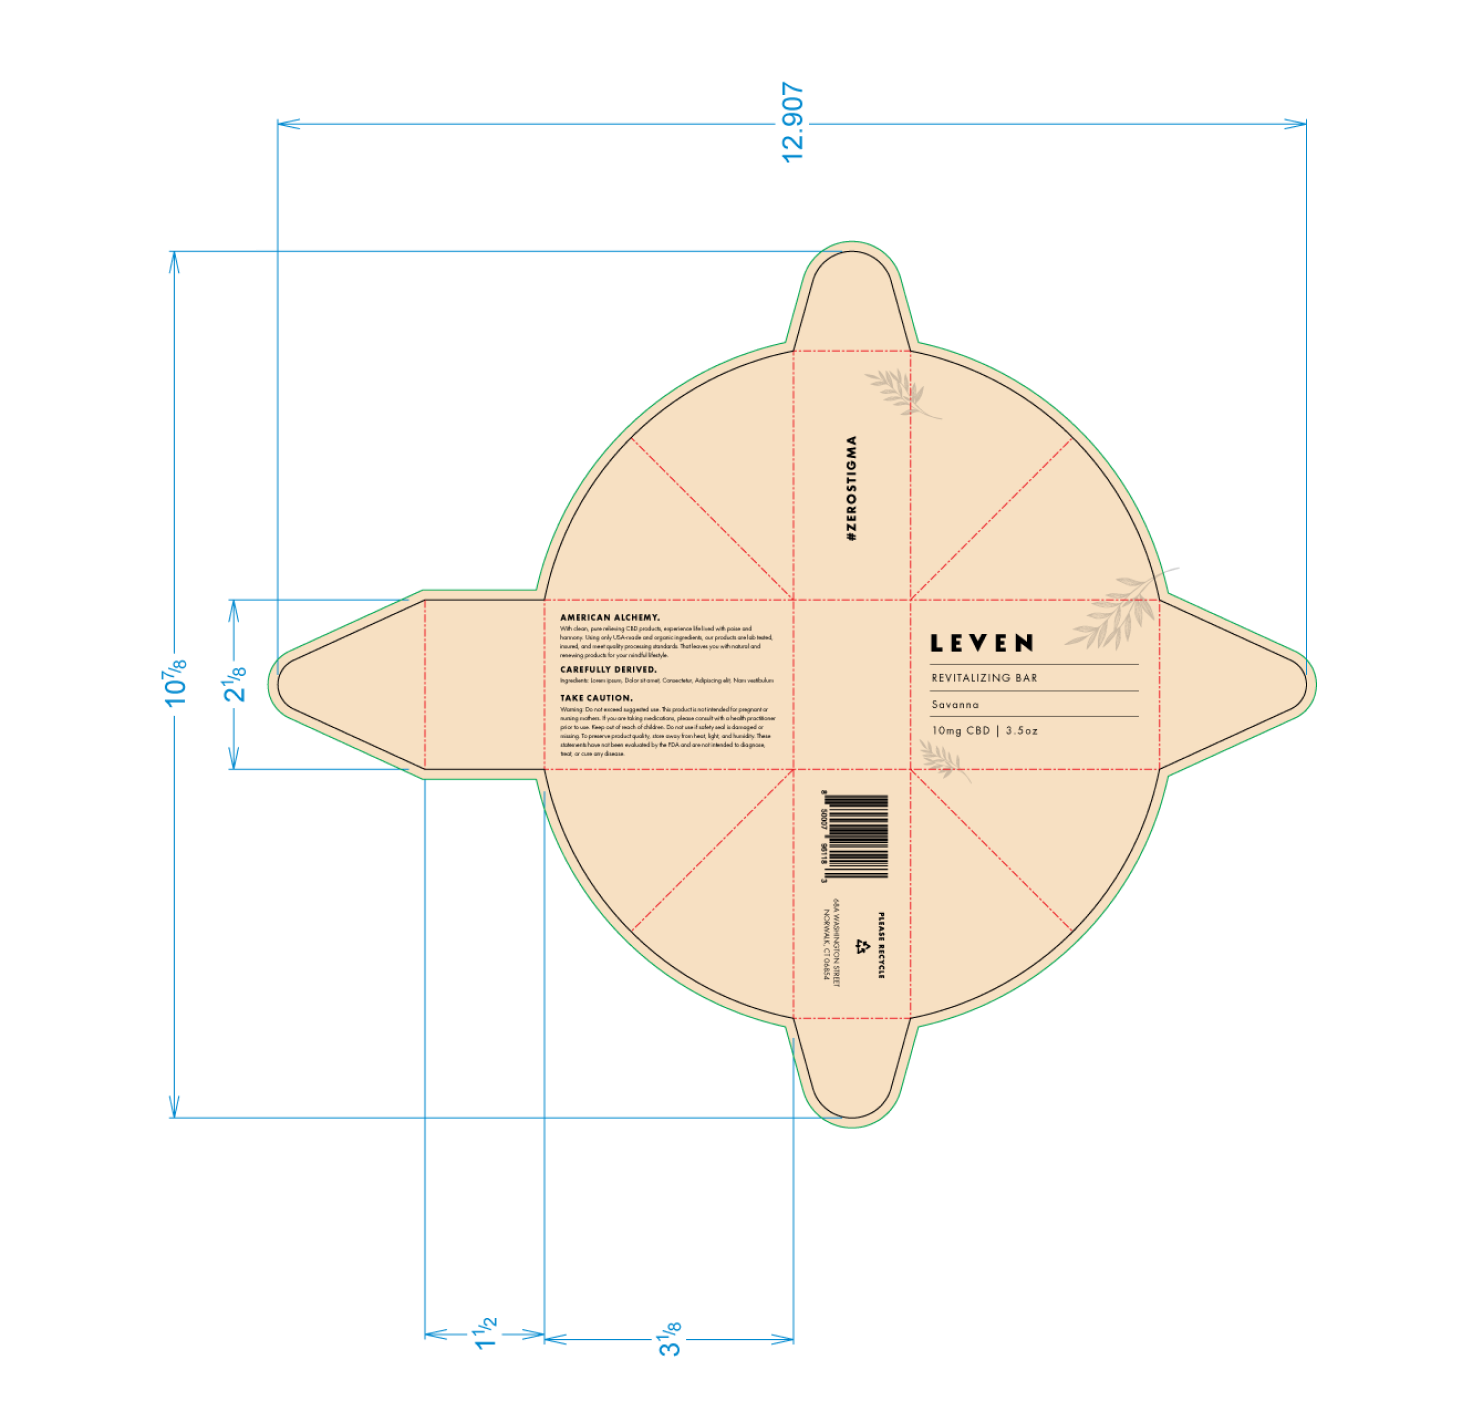 12.907
10 7/8
2 1/8
#ZEROSTIGMA
AMERICAN ALCHEMY.
With clean, pure relieving CBD products, experience life lived with poise and
harmony. Using only USA-made and organic ingredients, our products are lab tested,
insured, and meet quality processing standards. That leaves you with natural and
renewing products for your mindful lifestyle.
CAREFULLY DERIVED.
Ingredients: Lorem ipsum, Dolor sit amet, Consectetur, Adipiscing elit. Nam vestibulum
TAKE CAUTION.
Warning: Do not exceed suggested use. This product is not intended for pregnant or
nursing mothers. If you are taking medications, please consult with a health practitioner
prior to use. Keep out of reach of children. Do not use if safety seal is damaged or
missing. To preserve product quality, store away from heat, light, and humidity. These
statements have not been evaluated by the FDA and are not intended to diagnose,
treat, or cure any disease.
LEVEN
REVITALIZING BAR
Savanna
10mg CBD | 3.5oz
8 50007 96118 3
68A WASHINGTON STREET
NORWALK, CT 06854
PLEASE RECYCLE
1 1/2
3 1/8